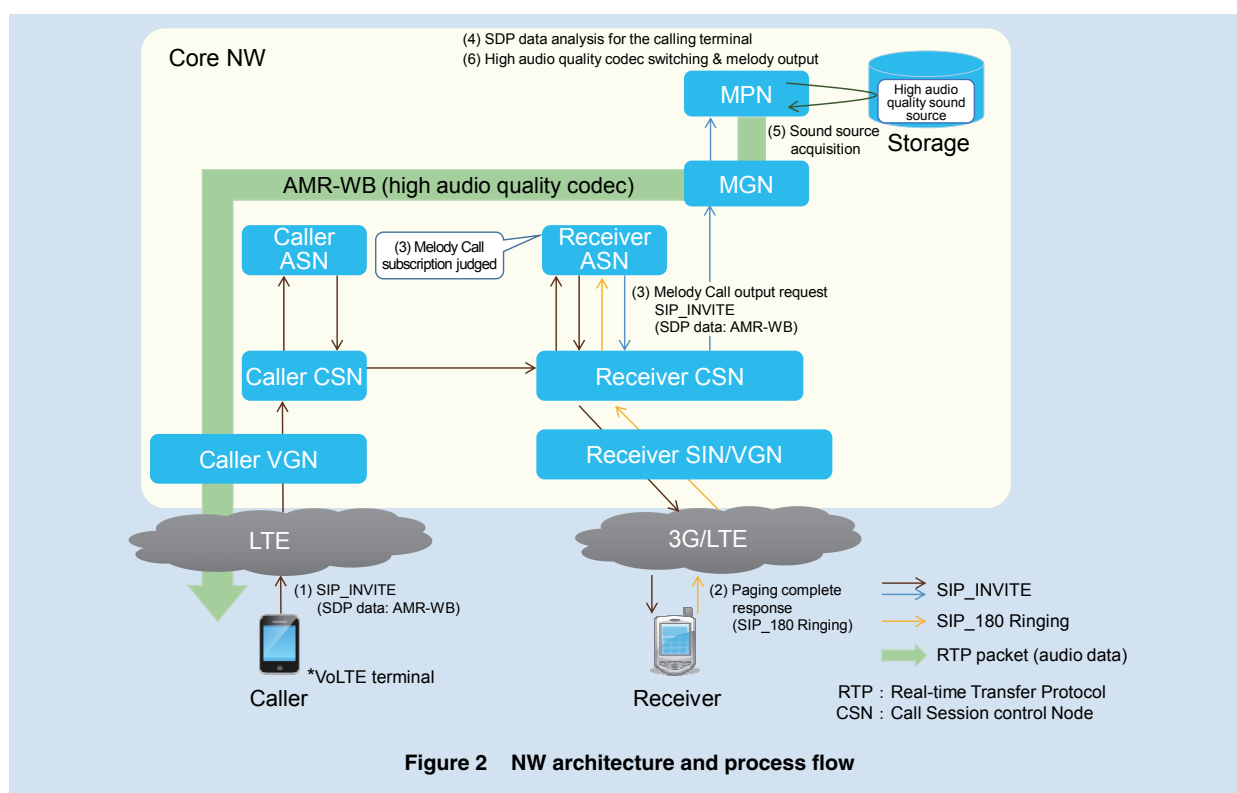 Core NW
(4) SDP data analysis for the calling terminal
(6) High audio quality codec switching & melody output
MPN
High audio
quality sound
source
Storage
(5) Sound source
acquisition
AMR-WB (high audio quality codec)
MGN
Caller
ASN
(3) Melody Call
subscription judged
Receiver
ASN
(3) Melody Call output request
SIP_INVITE
(SDP data: AMR-WB)
Caller CSN
Receiver CSN
Caller VGN
Receiver SIN/VGN
LTE
3G/LTE
(1) SIP_INVITE
(SDP data: AMR-WB)
*VoLTE terminal
Caller
(2) Paging complete
response
(SIP_180 Ringing)
Receiver
SIP_INVITE
SIP_180 Ringing
RTP packet (audio data)
RTP : Real-time Transfer Protocol
CSN : Call Session control Node
Figure 2 NW architecture and process flow